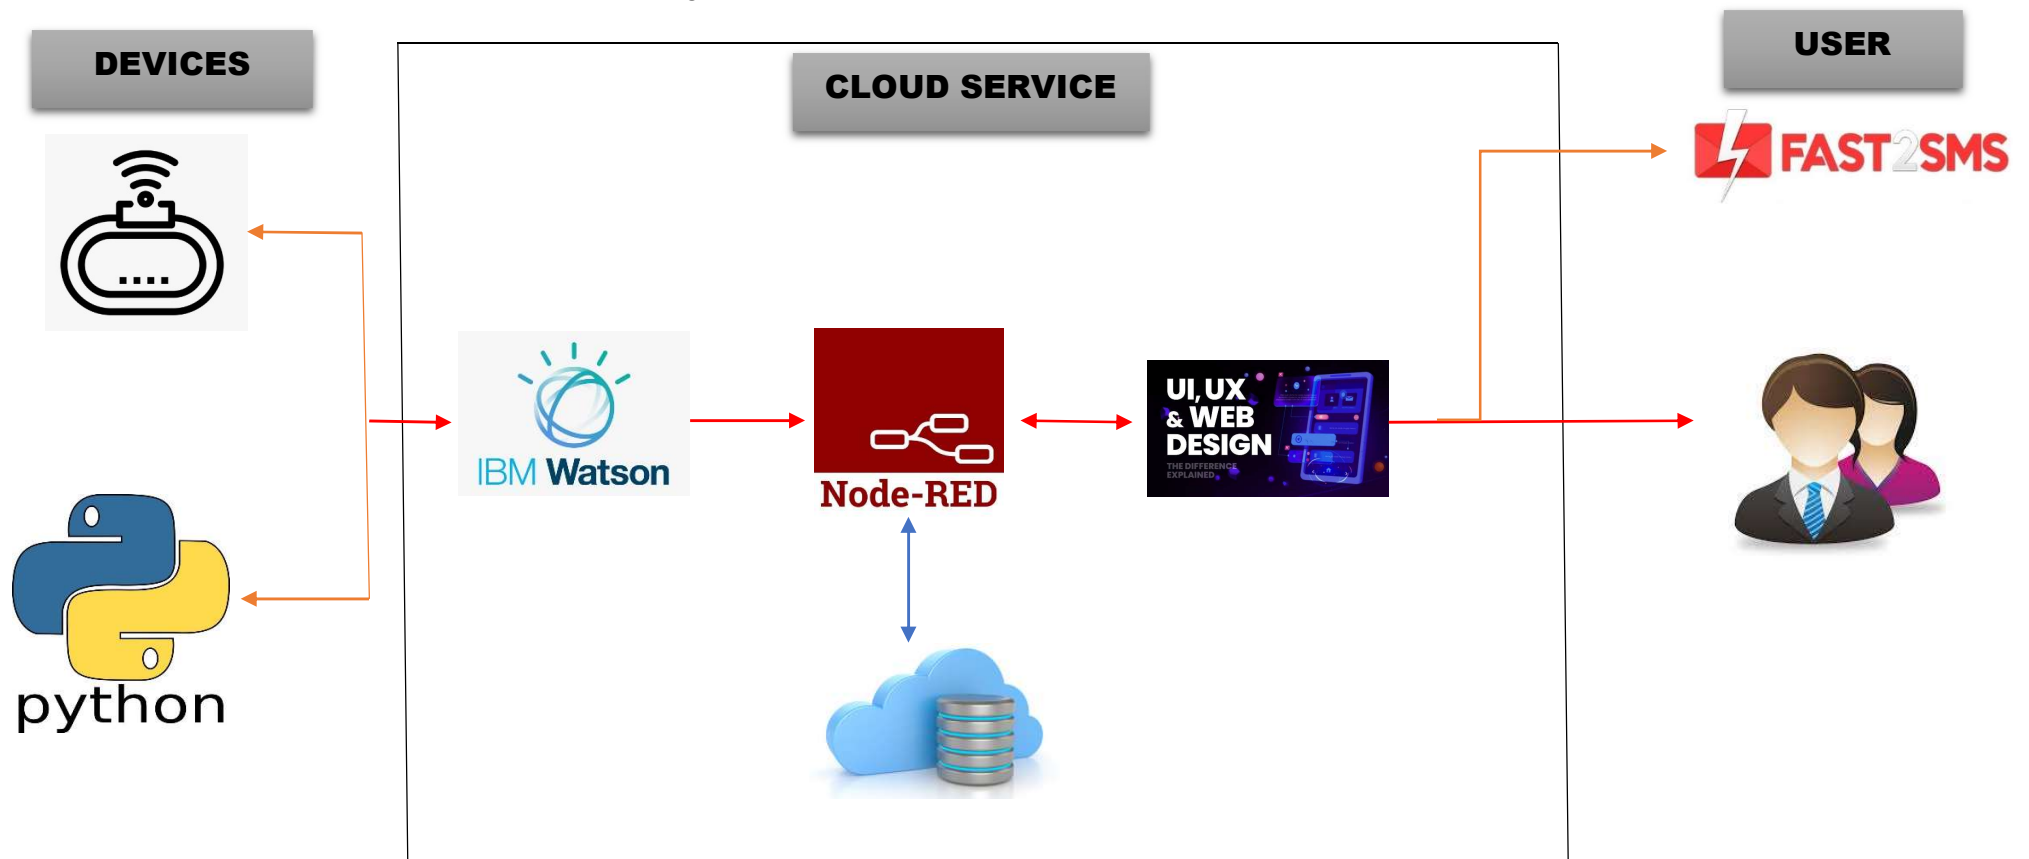 DEVICES
CLOUD SERVICE
USER
FAST2SMS
IBM Watson
Node-RED
UI, UX
& WEB
DESIGN
THE DIFFERENCE
EXPLAINED
python